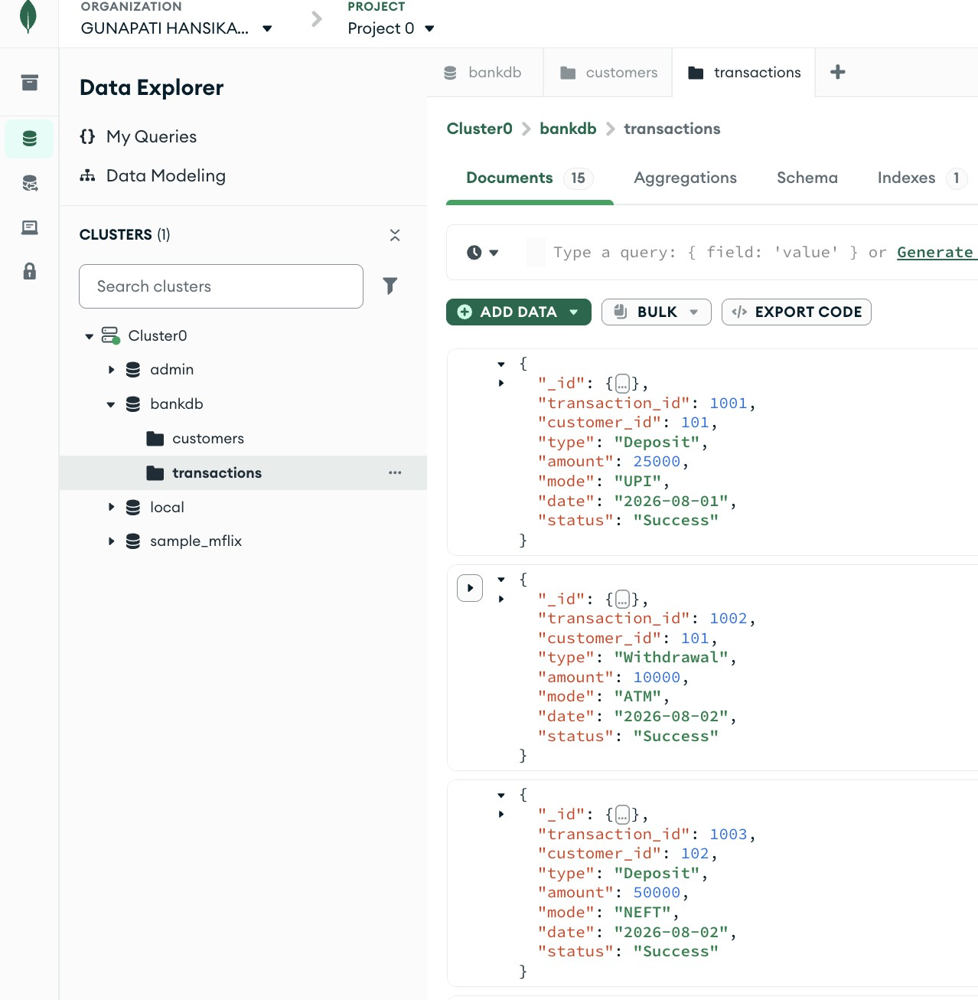 ORGANIZATION
GUNAPATI HANSIKA...
PROJECT
Project 0
Data Explorer
{} My Queries
Data Modeling
CLUSTERS (1)
Search clusters
Cluster0
admin
bankdb
customers
transactions
local
sample_mflix
bankdb
customers
transactions
Cluster0 > bankdb > transactions
Documents 15
Aggregations
Schema
Indexes 1
Type a query: { field: 'value' } or Generate
ADD DATA
BULK
</> EXPORT CODE
{
"_id": {…},
"transaction_id": 1001,
"customer_id": 101,
"type": "Deposit",
"amount": 25000,
"mode": "UPI",
"date": "2026-08-01",
"status": "Success"
}
{
"_id": {…},
"transaction_id": 1002,
"customer_id": 101,
"type": "Withdrawal",
"amount": 10000,
"mode": "ATM",
"date": "2026-08-02",
"status": "Success"
}
{
"_id": {…},
"transaction_id": 1003,
"customer_id": 102,
"type": "Deposit",
"amount": 50000,
"mode": "NEFT",
"date": "2026-08-02",
"status": "Success"
}